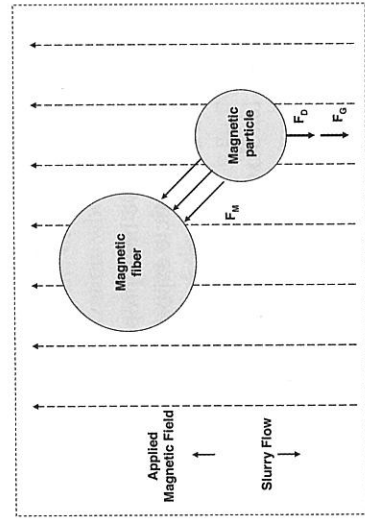 Applied
Magnetic Field
Slurry Flow
Magnetic
fiber
F_M
Magnetic
particle
F_D
F_G